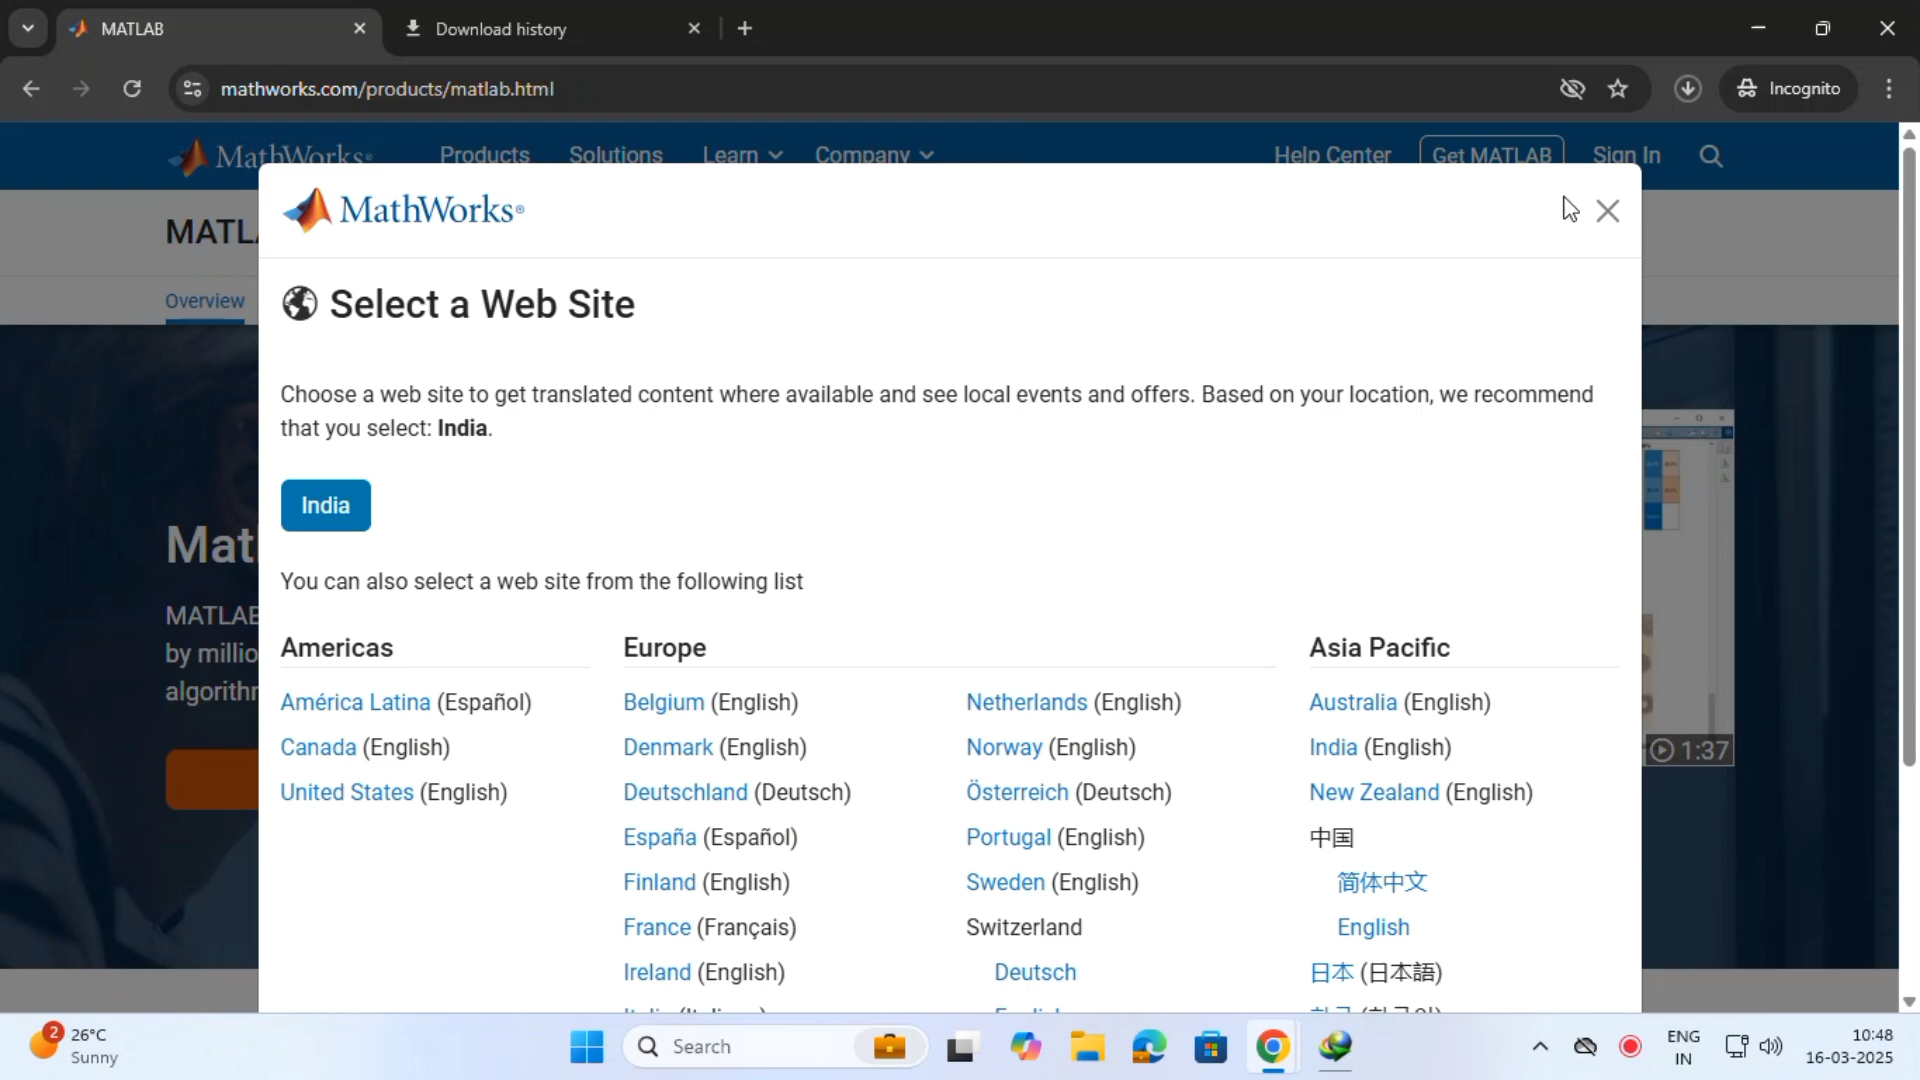 MATLAB
Download history
mathworks.com/products/matlab.html
Incognito
MathWorks®
Products
Solutions
Learn
Company
Help Center
Get MATLAB
Sign In
MathWorks®
MATLA
Overview
Select a Web Site
Choose a web site to get translated content where available and see local events and offers. Based on your location, we recommend
that you select: India.
India
You can also select a web site from the following list
Mat
MATLAB
by millio
algorithm
Americas
América Latina (Español)
Canada (English)
United States (English)
Europe
Belgium (English)
Denmark (English)
Deutschland (Deutsch)
España (Español)
Finland (English)
France (Français)
Ireland (English)
Netherlands (English)
Norway (English)
Österreich (Deutsch)
Portugal (English)
Sweden (English)
Switzerland
Deutsch
Asia Pacific
Australia (English)
India (English)
New Zealand (English)
中国
简体中文
English
日本 (日本語)
1:37
2
26°C
Sunny
Search
ENG
IN
10:48
16-03-2025